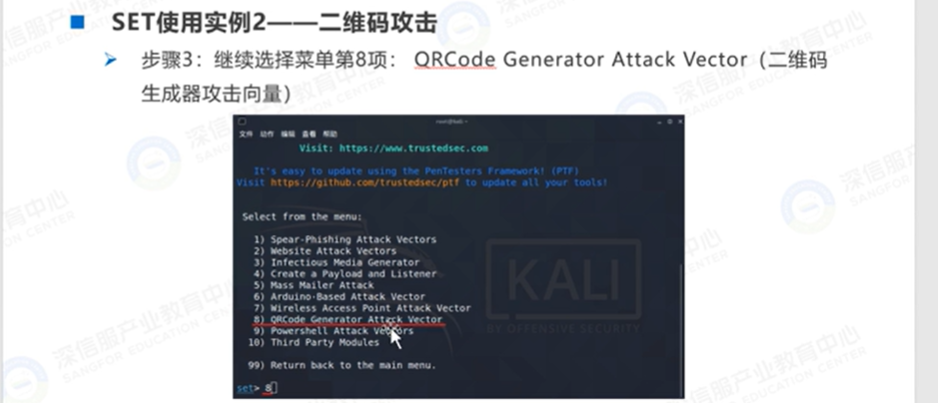 SET使用实例2——二维码攻击
步骤3：继续选择菜单第8项： QRCode Generator Attack Vector（二维码
生成器攻击向量）
root@kali: ~
文件 动作 编辑 查看 帮助
Visit: https://www.trustedsec.com
It's easy to update using the PenTesters Framework! (PTF)
Visit https://github.com/trustedsec/ptf to update all your tools!
Select from the menu:
1) Spear-Phishing Attack Vectors
2) Website Attack Vectors
3) Infectious Media Generator
4) Create a Payload and Listener
5) Mass Mailer Attack
6) Arduino-Based Attack Vector
7) Wireless Access Point Attack Vector
8) QRCode Generator Attack Vector
9) Powershell Attack Vectors
10) Third Party Modules
99) Return back to the main menu.
set> 8
KALI
BY OFFENSIVE SECURITY
深信服产业教育中心
SANGFOR EDUCATION CENTER